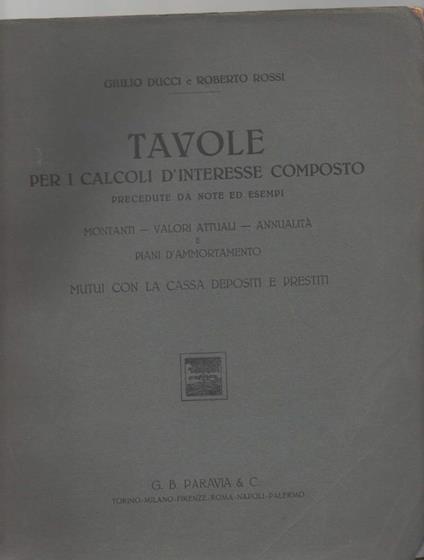 GIULIO DUCCI e ROBERTO ROSSI
TAVOLE
PER I CALCOLI D'INTERESSE COMPOSTO
PRECEDUTE DA NOTE ED ESEMPI
MONTANTI — VALORI ATTUALI — ANNUALITÀ
E
PIANI D'AMMORTAMENTO
MUTUI CON LA CASSA DEPOSITI E PRESTITI
G. B. PARAVIA & C.
TORINO-MILANO-FIRENZE-ROMA-NAPOLI-PALERMO